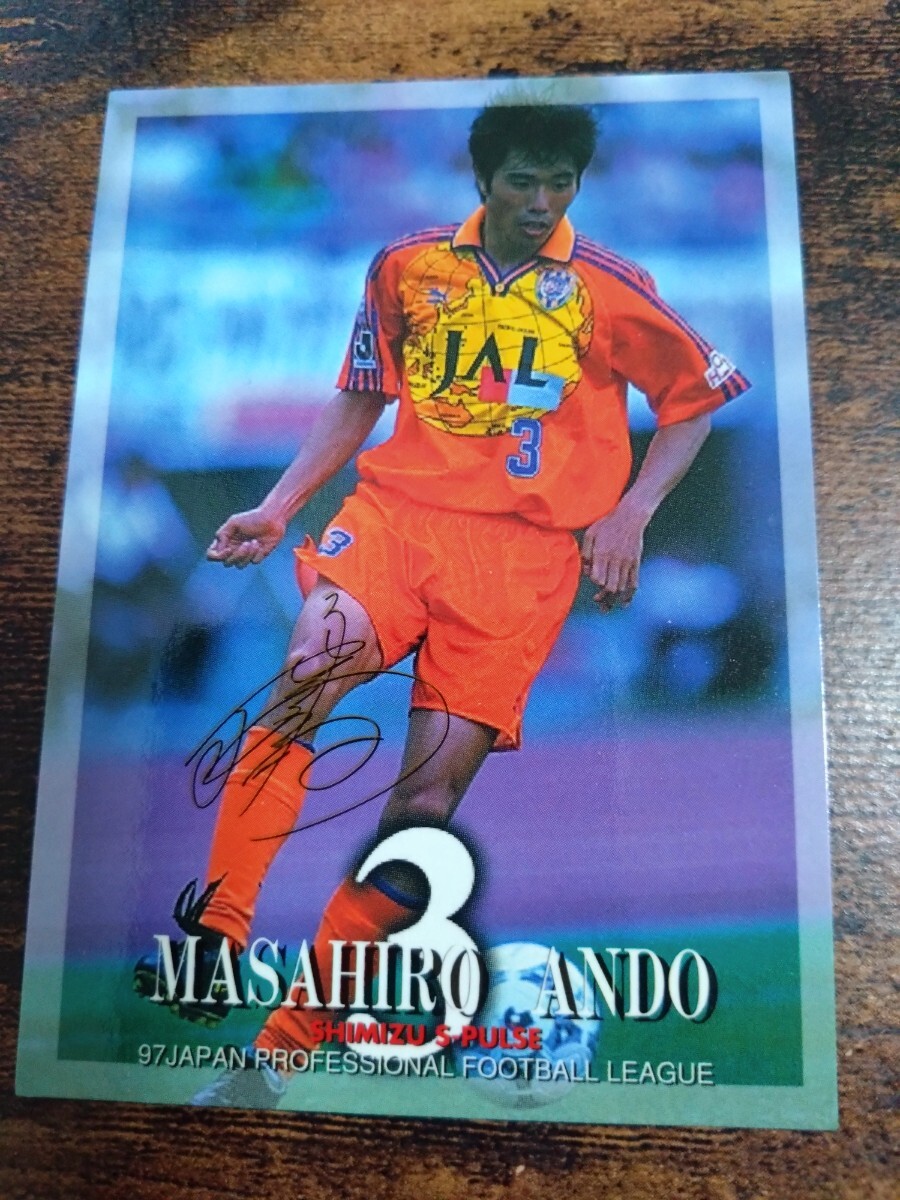 JAL
3
3
3
MASAHIRO ANDO
SHIMIZU S-PULSE
97JAPAN PROFESSIONAL FOOTBALL LEAGUE